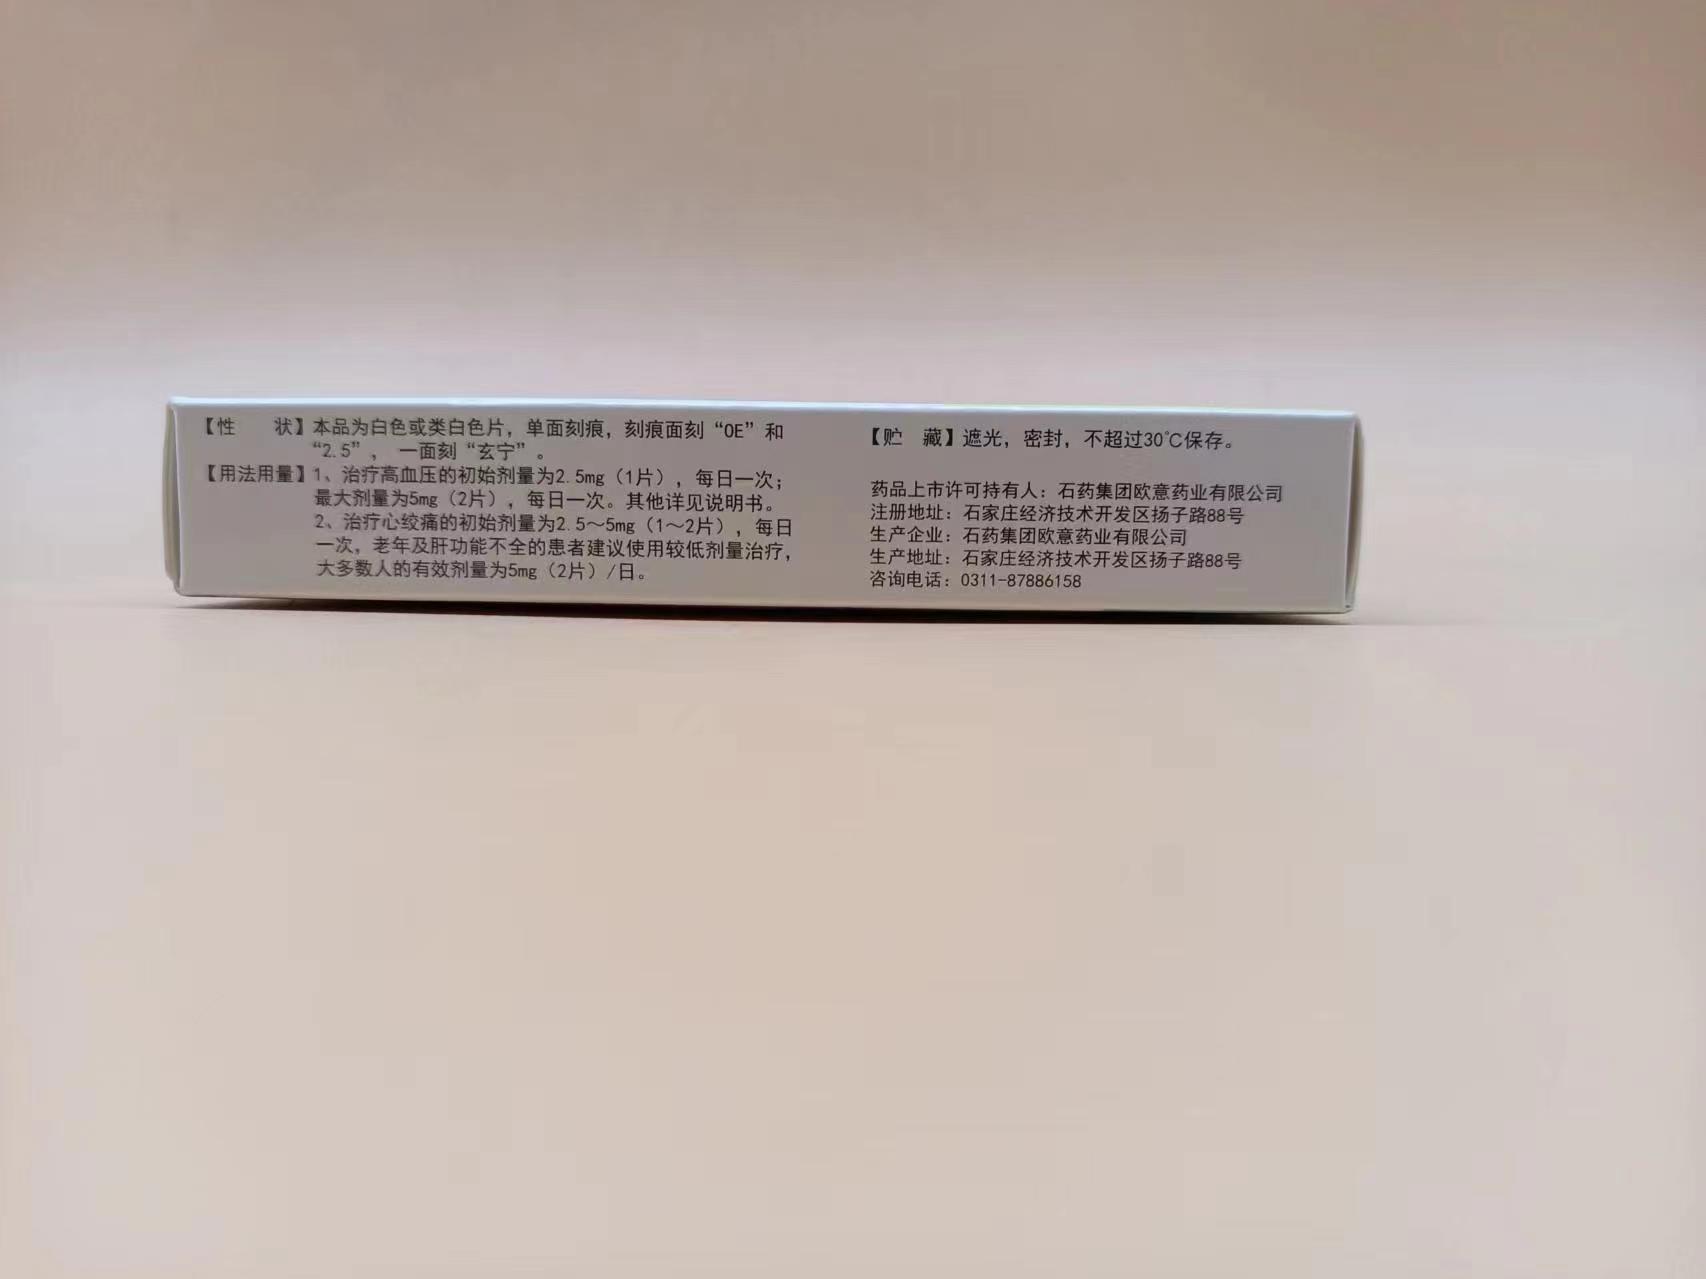 【性　　状】本品为白色或类白色片，单面刻痕，刻痕面刻“OE”和
“2.5”， 一面刻“玄宁”。
【用法用量】1、治疗高血压的初始剂量为2.5mg（1片），每日一次；
最大剂量为5mg（2片），每日一次。其他详见说明书。
2、治疗心绞痛的初始剂量为2.5～5mg（1～2片），每日
一次，老年及肝功能不全的患者建议使用较低剂量治疗，
大多数人的有效剂量为5mg（2片）/日。
【贮　藏】遮光，密封，不超过30℃保存。
药品上市许可持有人：石药集团欧意药业有限公司
注册地址：石家庄经济技术开发区扬子路88号
生产企业：石药集团欧意药业有限公司
生产地址：石家庄经济技术开发区扬子路88号
咨询电话：0311-87886158